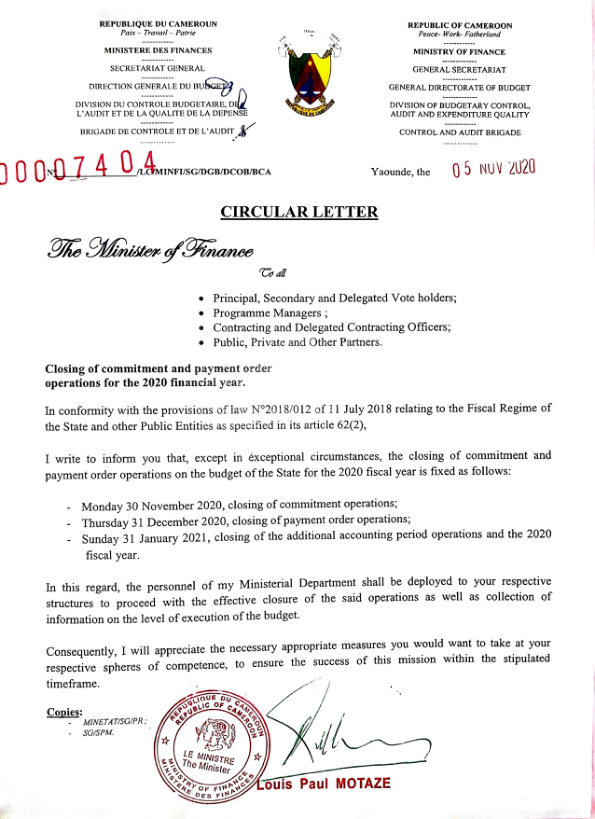 REPUBLIQUE DU CAMEROUN
Paix – Travail – Patrie
-------------
MINISTERE DES FINANCES
-------------
SECRETARIAT GENERAL
-------------
DIRECTION GENERALE DU BUDGET
-------------
DIVISION DU CONTROLE BUDGETAIRE, DE
L'AUDIT ET DE LA QUALITE DE LA DEPENSE
-------------
BRIGADE DE CONTROLE ET DE L'AUDIT
-------------
REPUBLIC OF CAMEROON
Peace- Work- Fatherland
-------------
MINISTRY OF FINANCE
-------------
GENERAL SECRETARIAT
-------------
GENERAL DIRECTORATE OF BUDGET
-------------
DIVISION OF BUDGETARY CONTROL,
AUDIT AND EXPENDITURE QUALITY
-------------
CONTROL AND AUDIT BRIGADE
-------------
00007404 /LC/MINFI/SG/DGB/DCOB/BCA
Yaounde, the 05 NOV 2020
CIRCULAR LETTER
The Minister of Finance
To all
• Principal, Secondary and Delegated Vote holders;
• Programme Managers ;
• Contracting and Delegated Contracting Officers;
• Public, Private and Other Partners.
Closing of commitment and payment order
operations for the 2020 financial year.
In conformity with the provisions of law N°2018/012 of 11 July 2018 relating to the Fiscal Regime of
the State and other Public Entities as specified in its article 62(2),
I write to inform you that, except in exceptional circumstances, the closing of commitment and
payment order operations on the budget of the State for the 2020 fiscal year is fixed as follows:
- Monday 30 November 2020, closing of commitment operations;
- Thursday 31 December 2020, closing of payment order operations;
- Sunday 31 January 2021, closing of the additional accounting period operations and the 2020
fiscal year.
In this regard, the personnel of my Ministerial Department shall be deployed to your respective
structures to proceed with the effective closure of the said operations as well as collection of
information on the level of execution of the budget.
Consequently, I will appreciate the necessary appropriate measures you would want to take at your
respective spheres of competence, to ensure the success of this mission within the stipulated
timeframe.
Copies:
- MINETAT/SG/PR ;
- SG/SPM.
REPUBLIQUE DU CAMEROUN
REPUBLIC OF CAMEROON
LE MINISTRE
The Minister
MINISTRY OF FINANCE
MINISTERE DES FINANCES
Louis Paul MOTAZE